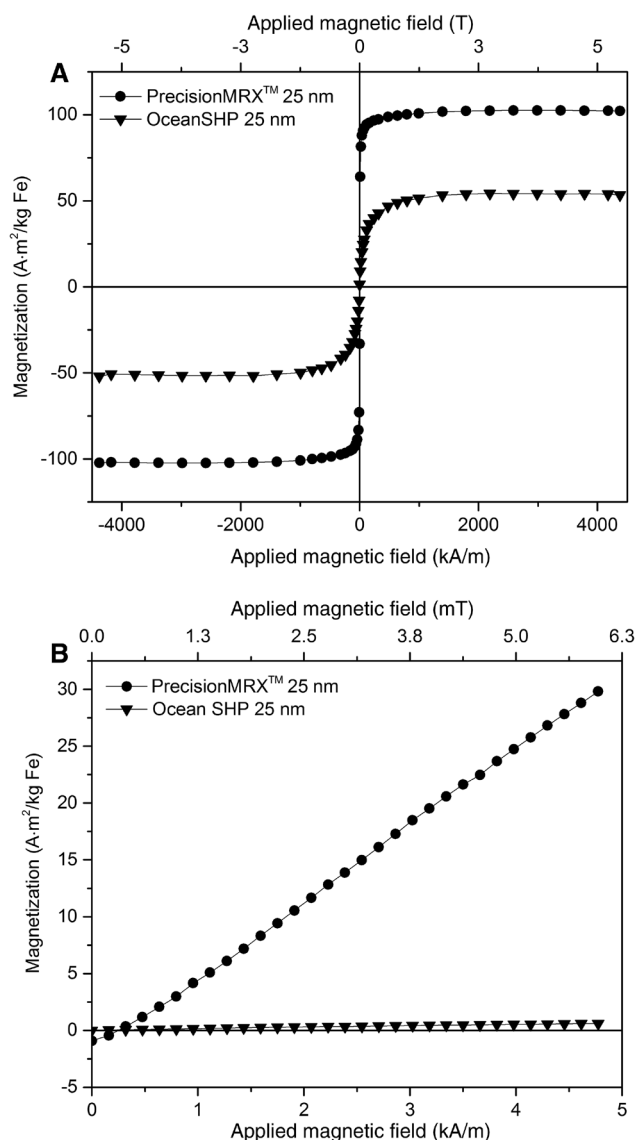 Applied magnetic field (T)
-5 -3 0 3 5
A
PrecisionMRX™ 25 nm
OceanSHP 25 nm
Magnetization (A·m²/kg Fe)
100
50
0
-50
-100
-4000 -2000 0 2000 4000
Applied magnetic field (kA/m)
Applied magnetic field (mT)
0.0 1.3 2.5 3.8 5.0 6.3
B
PrecisionMRX™ 25 nm
Ocean SHP 25 nm
Magnetization (A·m²/kg Fe)
30
25
20
15
10
5
0
-5
0 1 2 3 4 5
Applied magnetic field (kA/m)